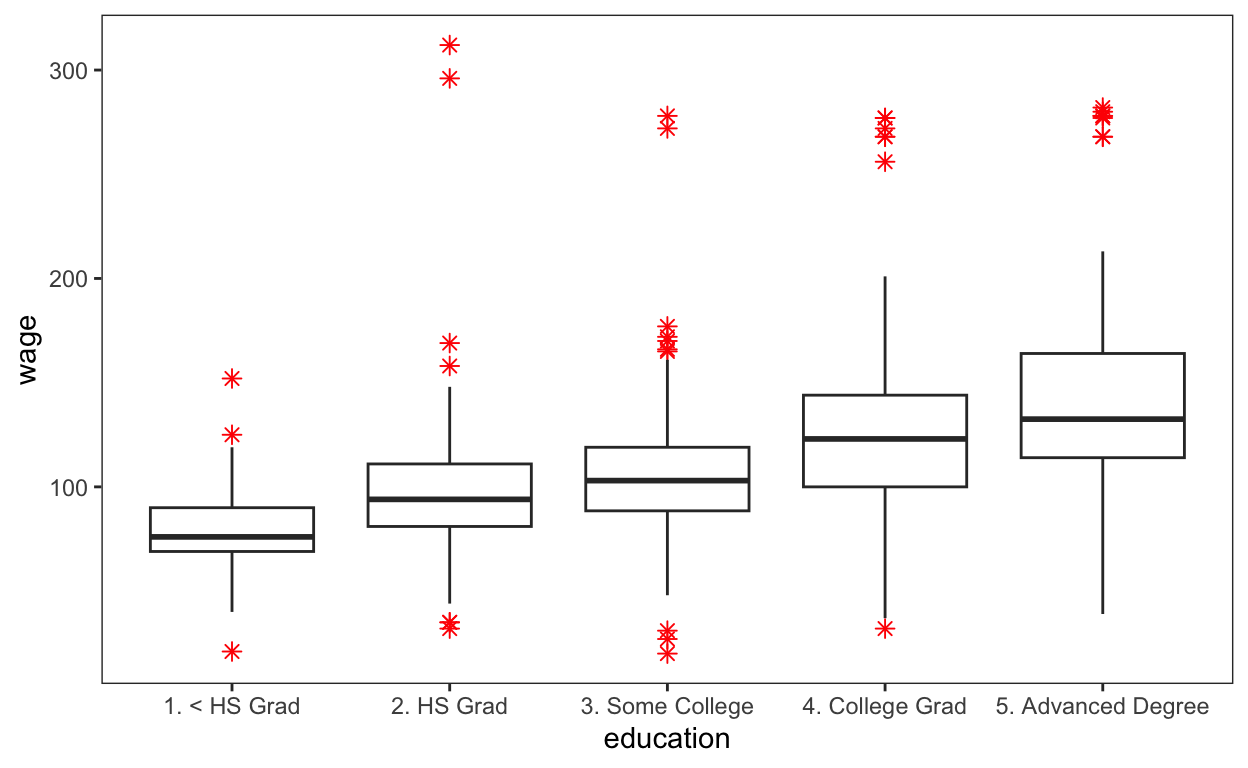 300
200
100
wage
1. < HS Grad
2. HS Grad
3. Some College
4. College Grad
5. Advanced Degree
education